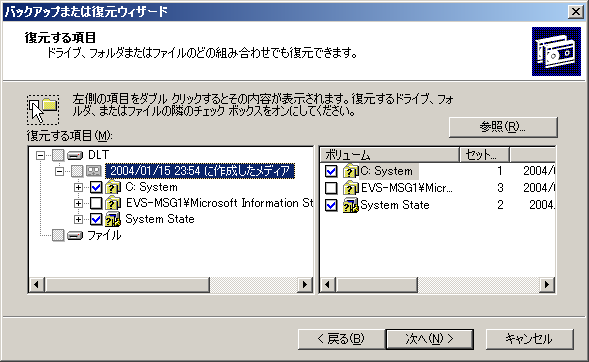 バックアップまたは復元ウィザード
復元する項目
ドライブ、フォルダまたはファイルのどの組み合わせでも復元できます。
左側の項目をダブル クリックするとその内容が表示されます。復元するドライブ、フォ
ルダ、またはファイルの隣のチェック ボックスをオンにしてください。
参照(R)...
復元する項目(M):
DLT
2004/01/15 23:54 に作成したメディア
C: System
EVS-MSG1¥Microsoft Information St
System State
ファイル
ボリューム セット...
C: System 1 2004/0
EVS-MSG1¥Micr... 3 2004/0
System State 2 2004.
< 戻る(B) 次へ(N) > キャンセル